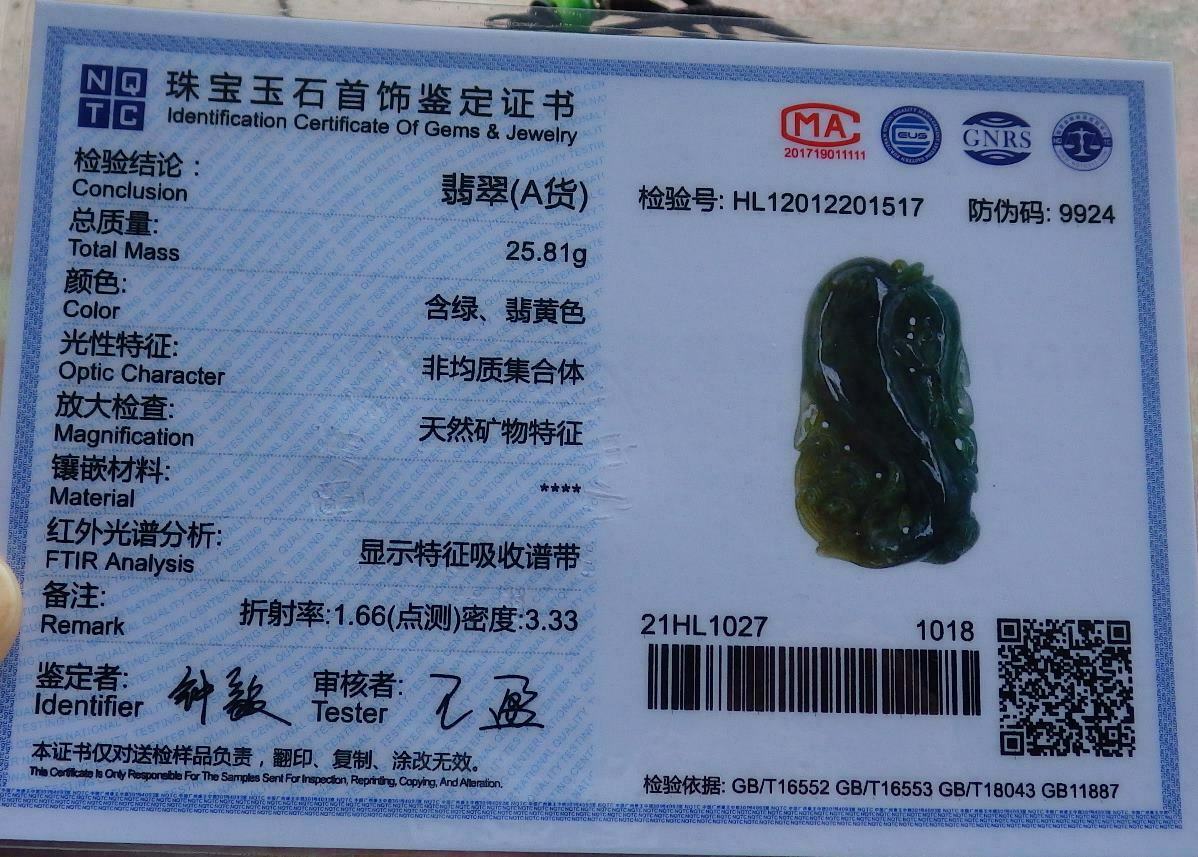 NQ
TC
珠宝玉石首饰鉴定证书
Identification Certificate Of Gems & Jewelry
检验结论:
Conclusion
翡翠(A货)
总质量:
Total Mass
25.81g
颜色:
Color
含绿、翡黄色
光性特征:
Optic Character
非均质集合体
放大检查:
Magnification
天然矿物特征
镶嵌材料:
Material
****
红外光谱分析:
FTIR Analysis
显示特征吸收谱带
备注:
Remark
折射率:1.66(点测)密度:3.33
鉴定者:
Identifier
审核者:
Tester
本证书仅对送检样品负责，翻印、复制、涂改无效。
This Certificate Is Only Responsible For The Samples Sent For Inspection, Reprinting, Copying, And Alteration.
MA
201719011111
GNRS
检验号: HL12012201517
防伪码: 9924
21HL1027
1018
检验依据: GB/T16552 GB/T16553 GB/T18043 GB11887